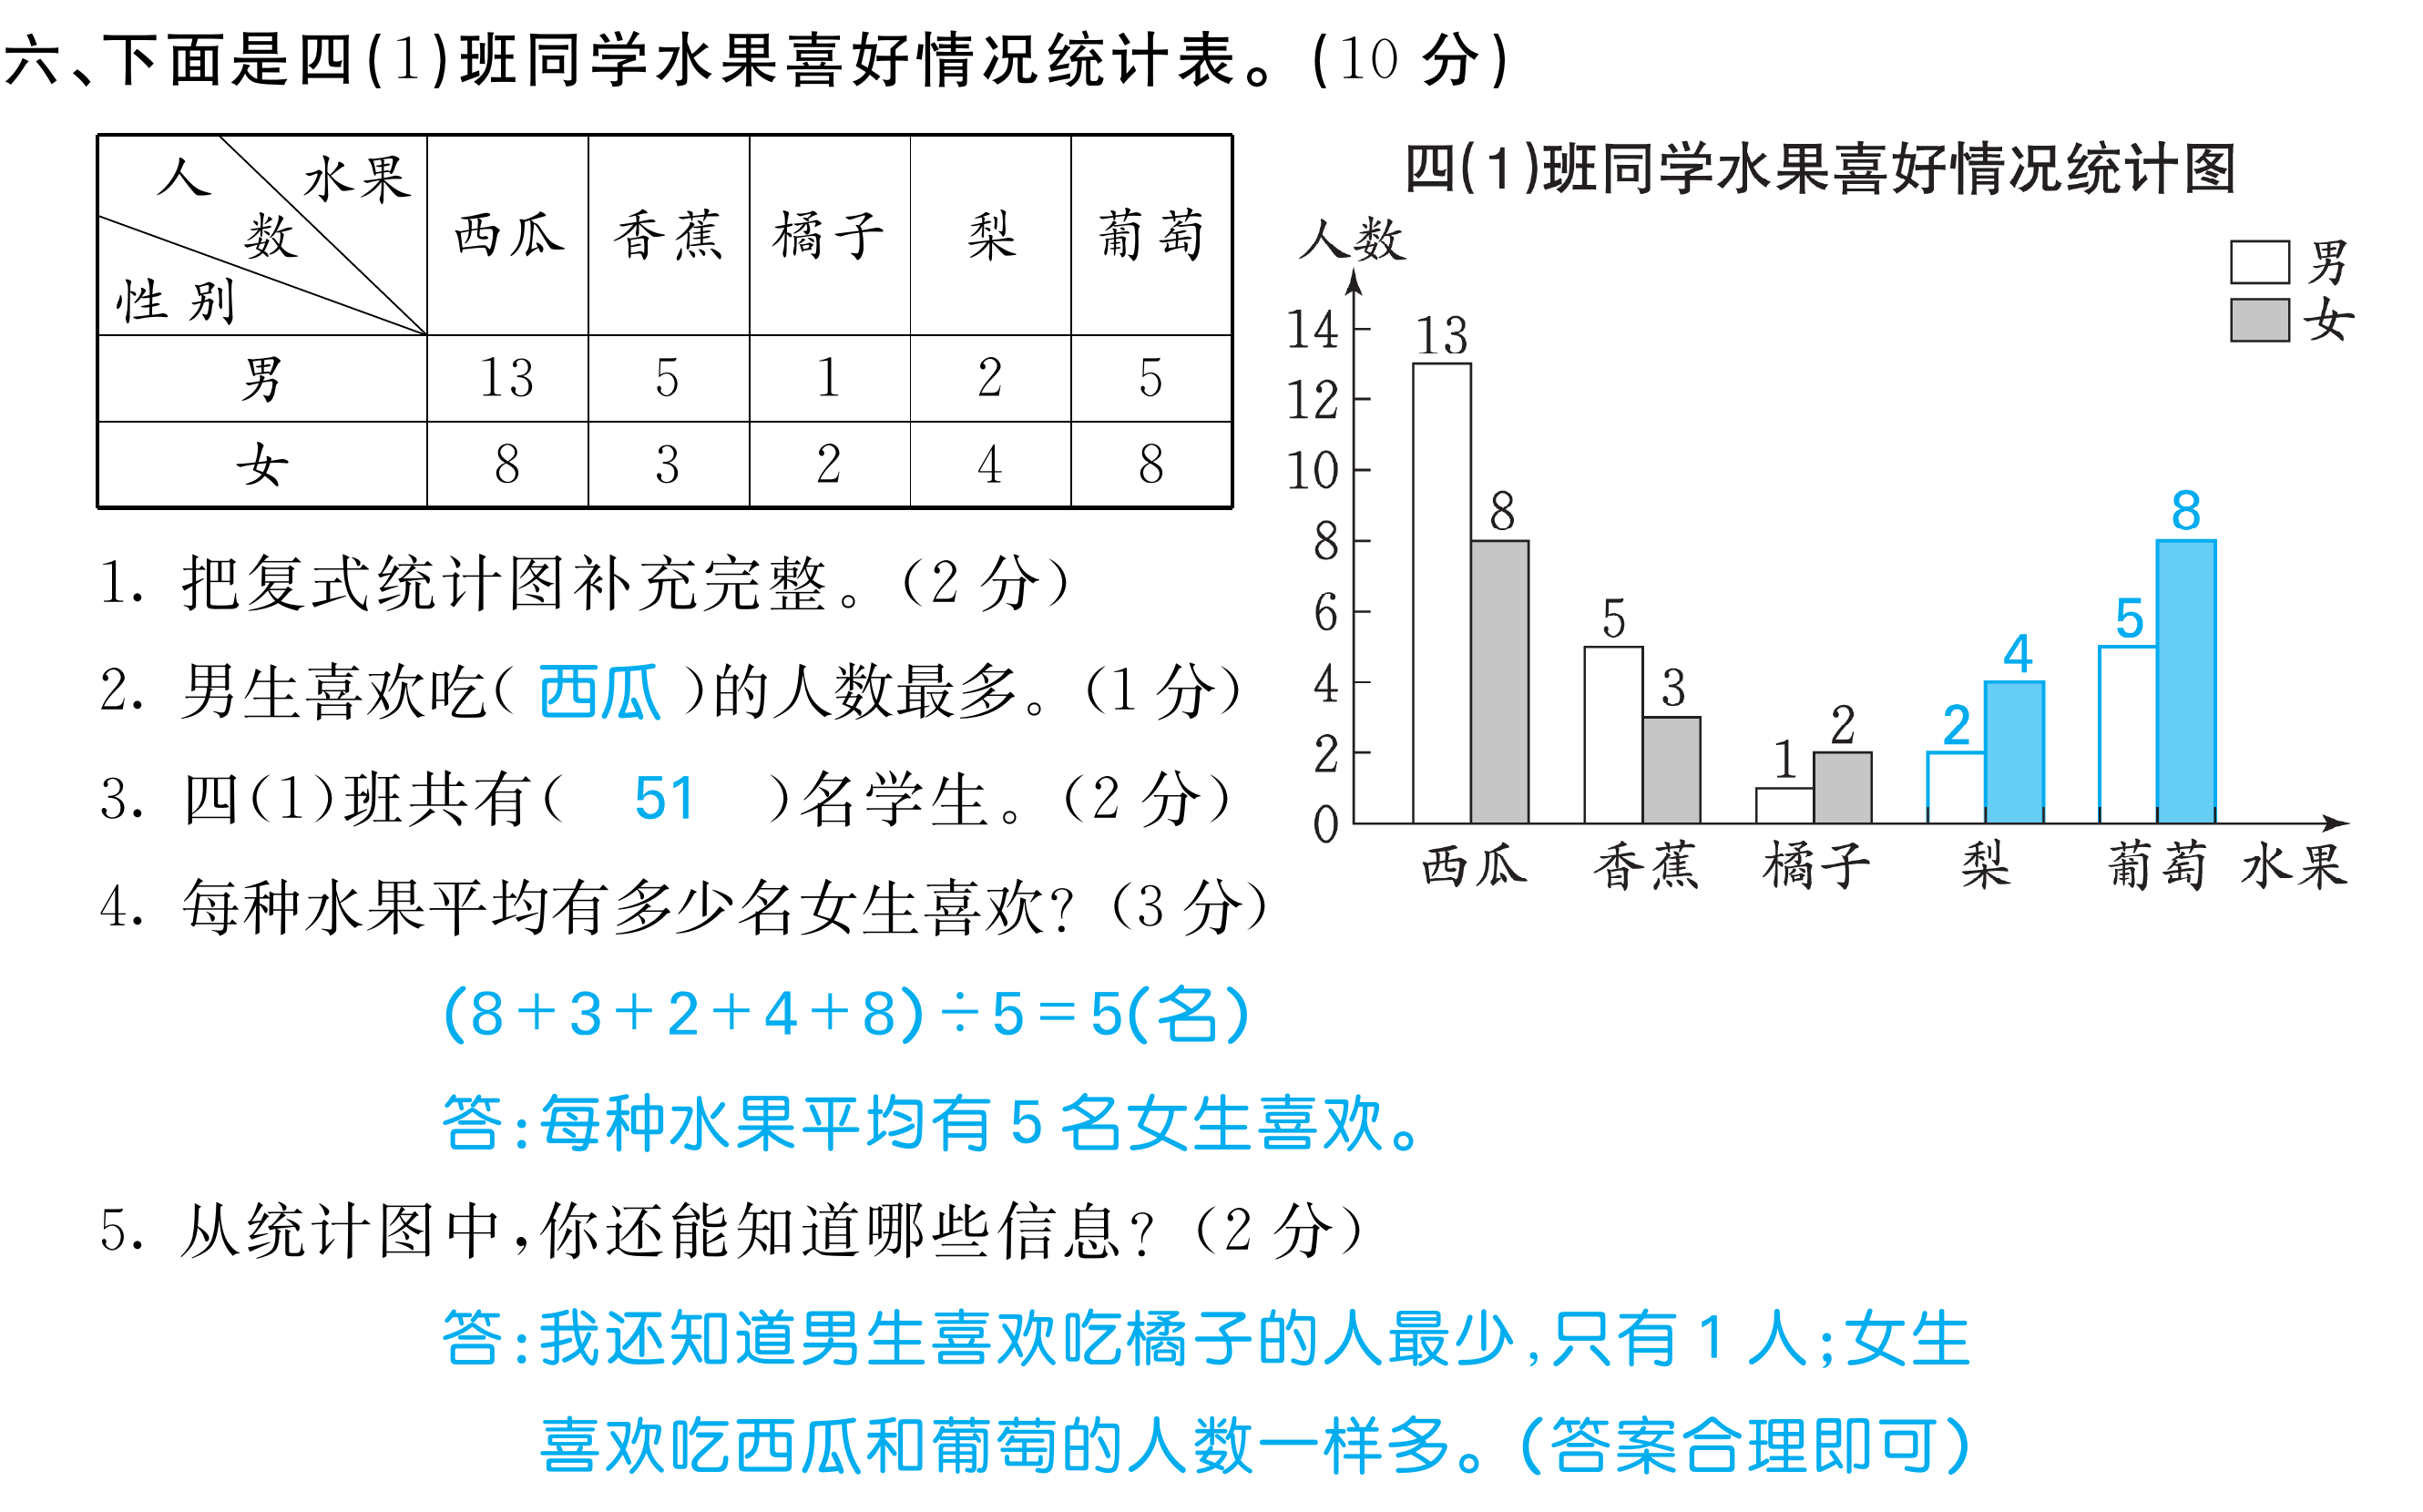 六、下面是四(1)班同学水果喜好情况统计表。(10 分)
人数 水果 性别 西瓜 香蕉 橘子 梨 葡萄
男 13 5 1 2 5
女 8 3 2 4 8
四(1)班同学水果喜好情况统计图
人数
男
女
14
12
10
8
6
4
2
0
13 8 5 3 1 2 2 4 5 8
西瓜 香蕉 橘子 梨 葡萄 水果
1. 把复式统计图补充完整。(2 分)
2. 男生喜欢吃( 西瓜 )的人数最多。(1 分)
3. 四(1)班共有( 51 )名学生。(2 分)
4. 每种水果平均有多少名女生喜欢?(3 分)
(8+3+2+4+8)÷5=5(名)
答:每种水果平均有 5 名女生喜欢。
5. 从统计图中,你还能知道哪些信息?(2 分)
答:我还知道男生喜欢吃橘子的人最少,只有 1 人;女生
喜欢吃西瓜和葡萄的人数一样多。(答案合理即可)